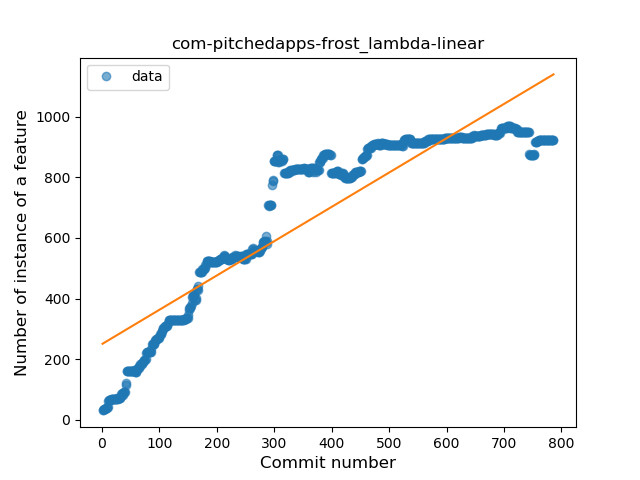 com-pitchedapps-frost_lambda-linear
data
Number of instance of a feature
1000
800
600
400
200
0
0 100 200 300 400 500 600 700 800
Commit number